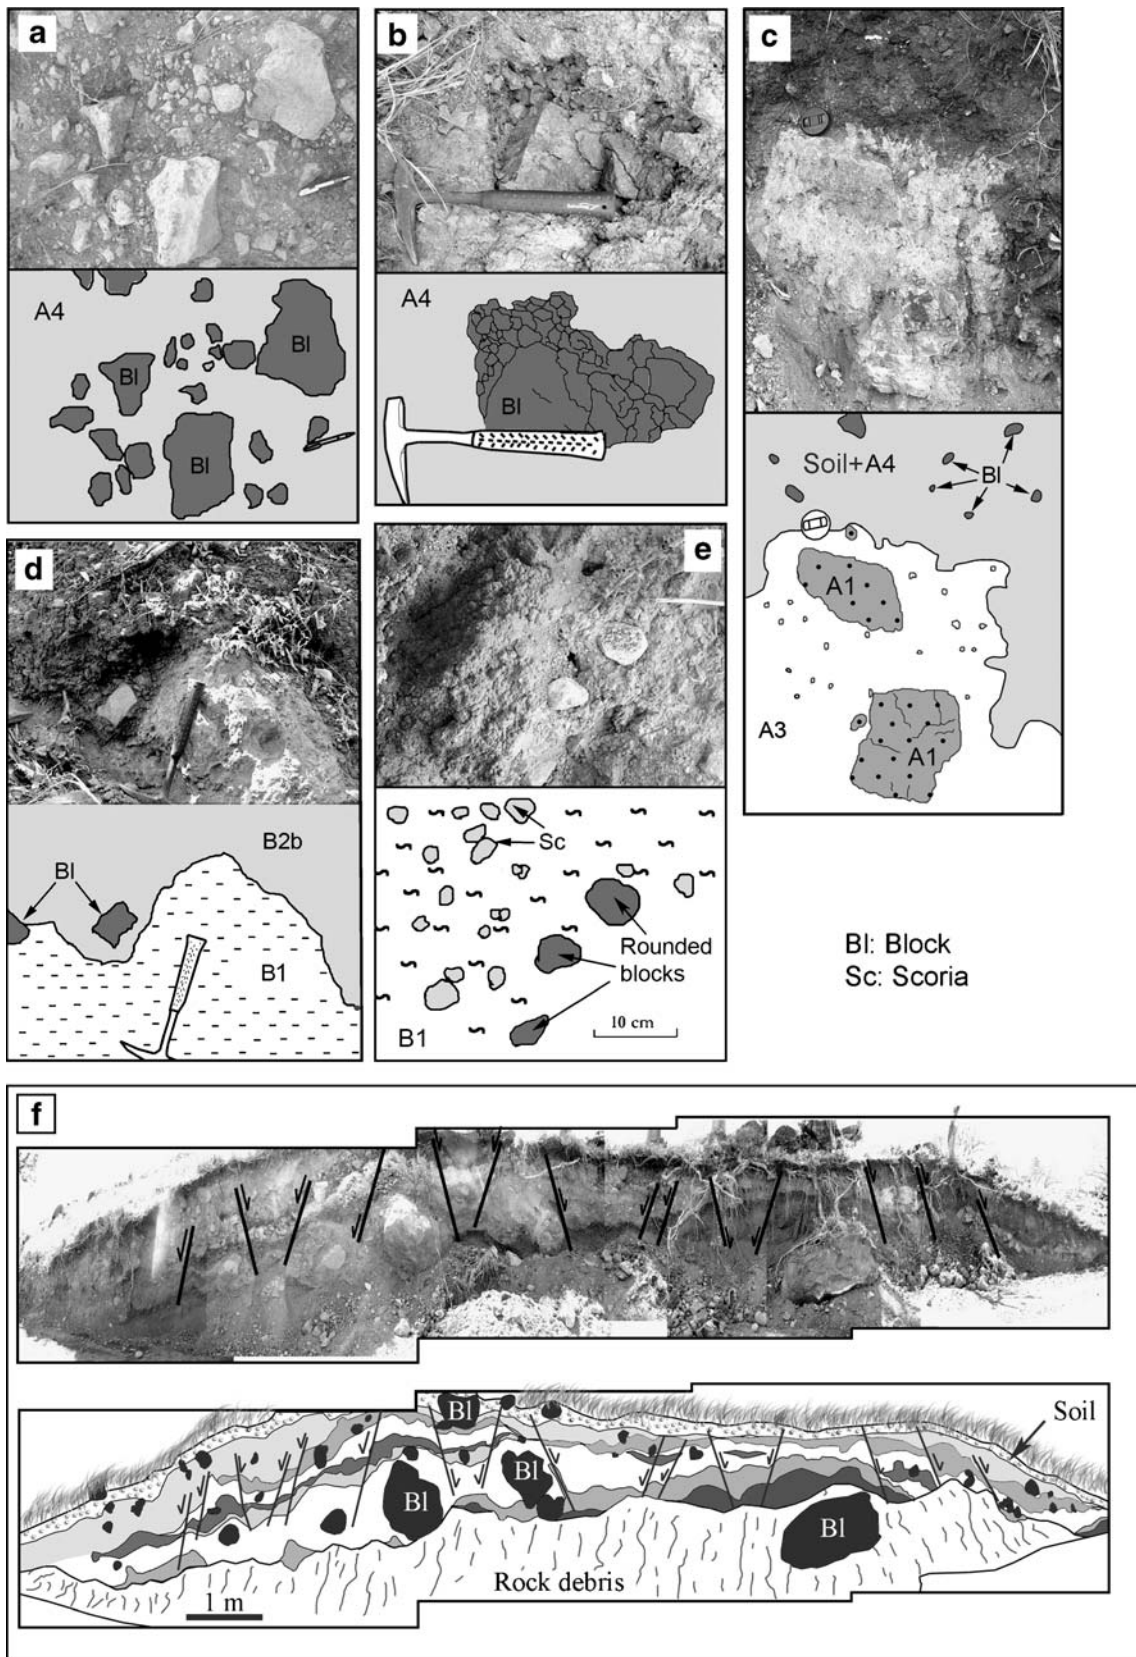 a
A4
Bl
Bl
Bl
b
A4
Bl
c
Soil+A4
Bl
A1
A3
A1
d
B2b
Bl
B1
e
Sc
Rounded
blocks
10 cm
B1
Bl: Block
Sc: Scoria
f
Bl
Soil
Bl
Bl
Bl
Rock debris
1 m